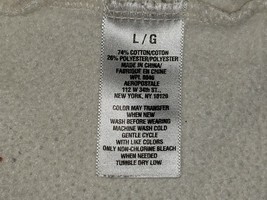 L/G
74% COTTON/COTON
26% POLYESTER/POLYESTER
MADE IN CHINA/
FABRIQUE EN CHINE
WPL 8846
AEROPOSTALE
112 W 34th ST.,
NEW YORK, NY 10120
COLOR MAY TRANSFER
WHEN NEW
WASH BEFORE WEARING
MACHINE WASH COLD
GENTLE CYCLE
WITH LIKE COLORS
ONLY NON-CHLORINE BLEACH
WHEN NEEDED
TUMBLE DRY LOW